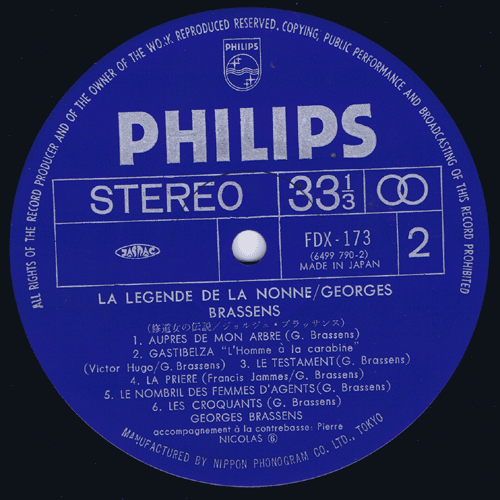 ALL RIGHTS OF THE RECORD PRODUCER AND OF THE OWNER OF THE WORK REPRODUCED RESERVED, COPYING, PUBLIC PERFORMANCE AND BROADCASTING OF THIS RECORD PROHIBITED
PHILIPS
PHILIPS
STEREO 33 1/3
JASRAC
FDX-173
(6499 790-2)
MADE IN JAPAN
2
LA LEGENDE DE LA NONNE/GEORGES
BRASSENS
(修道女の伝説/ジョルジュ・ブラッサンス)
1. AUPRES DE MON ARBRE (G. Brassens)
2. GASTIBELZA "L'Homme à la carabine"
(Victor Hugo/G. Brassens) 3. LE TESTAMENT (G. Brassens)
4. LA PRIERE (Francis Jammes/G. Brassens)
5. LE NOMBRIL DES FEMMES D'AGENTS (G. Brassens)
6. LES CROQUANTS (G. Brassens)
GEORGES BRASSENS
accompagnement à la contrebasse: Pierre
NICOLAS Ⓖ
MANUFACTURED BY NIPPON PHONOGRAM CO. LTD., TOKYO